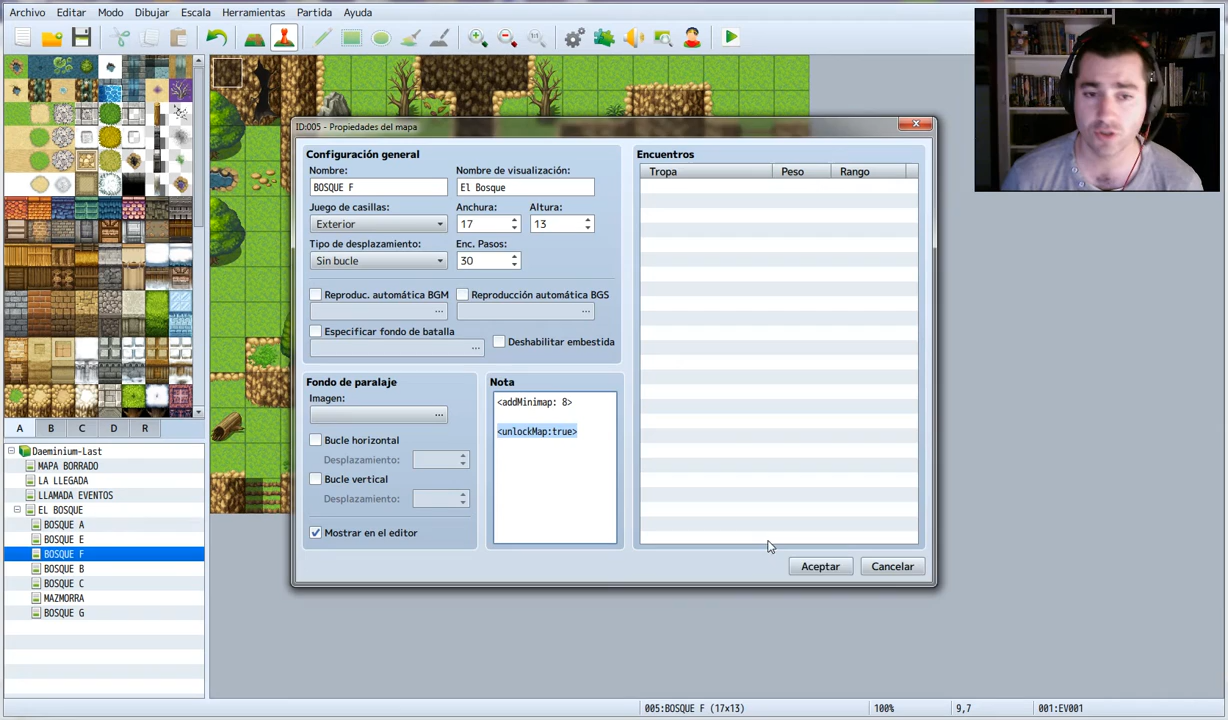 Archivo Editar Modo Dibujar Escala Herramientas Partida Ayuda
ID:005 - Propiedades del mapa
Configuración general
Nombre:
Nombre de visualización:
BOSQUE F
El Bosque
Juego de casillas:
Anchura:
Altura:
Exterior
17
13
Tipo de desplazamiento:
Enc. Pasos:
Sin bucle
30
Reproduc. automática BGM
Reproducción automática BGS
...
...
Especificar fondo de batalla
...
Deshabilitar embestida
Fondo de paralaje
Imagen:
...
Bucle horizontal
Desplazamiento:
Bucle vertical
Desplazamiento:
Mostrar en el editor
Nota
<addMinimap: 8>
<unlockMap:true>
Encuentros
Tropa Peso Rango
Aceptar Cancelar
A B C D R
Daeminium-Last
MAPA BORRADO
LA LLEGADA
LLAMADA EVENTOS
EL BOSQUE
BOSQUE A
BOSQUE E
BOSQUE F
BOSQUE B
BOSQUE C
MAZMORRA
BOSQUE G
005:BOSQUE F (17x13) 100% 9,7 001:EV001